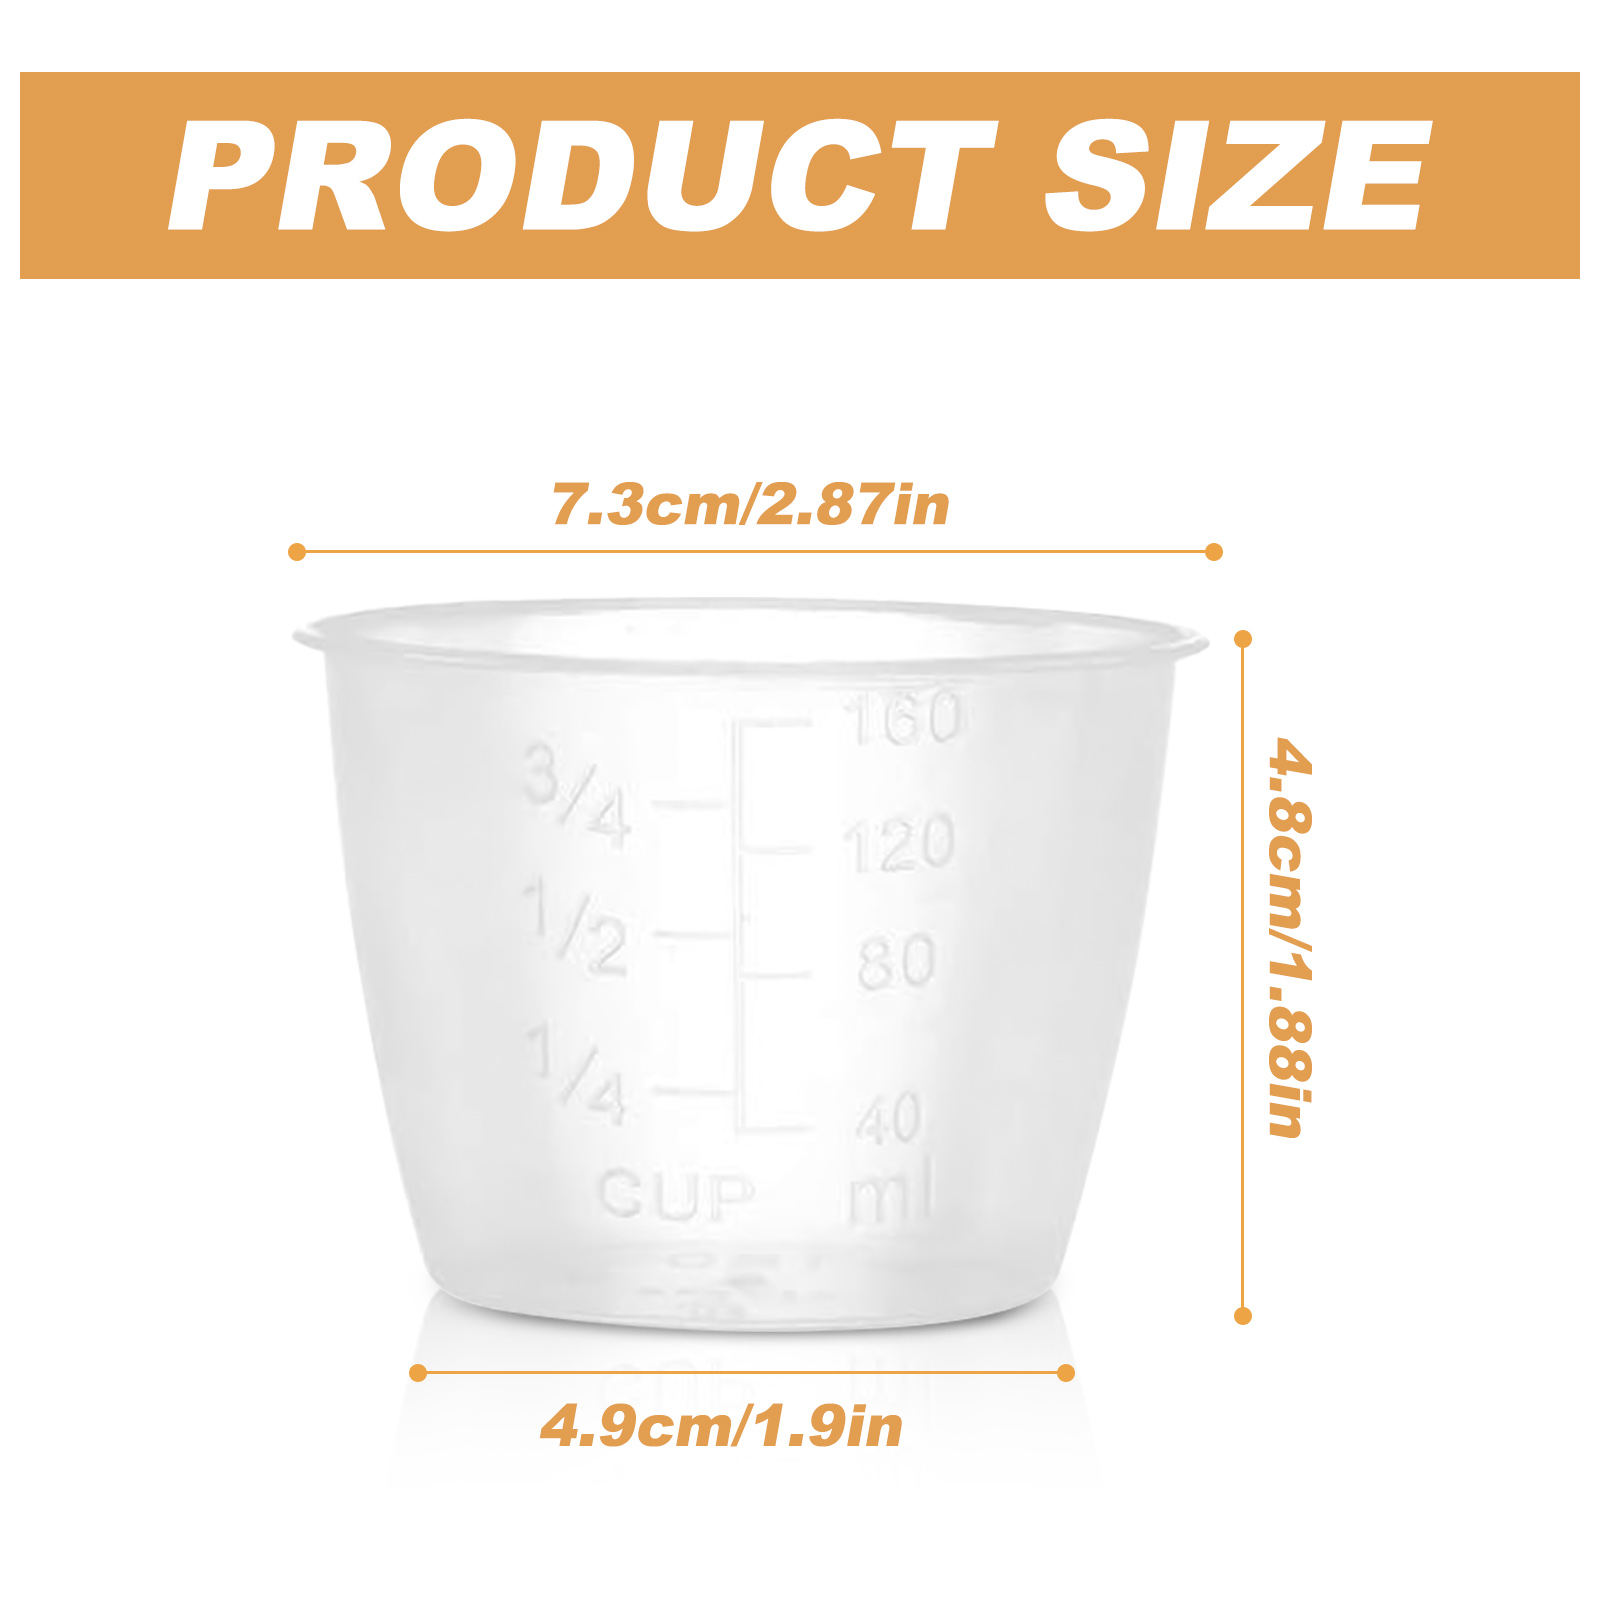 PRODUCT SIZE
7.3cm/2.87in
160
3/4
120
1/2
80
1/4
40
CUP ml
4.8cm/1.88in
4.9cm/1.9in